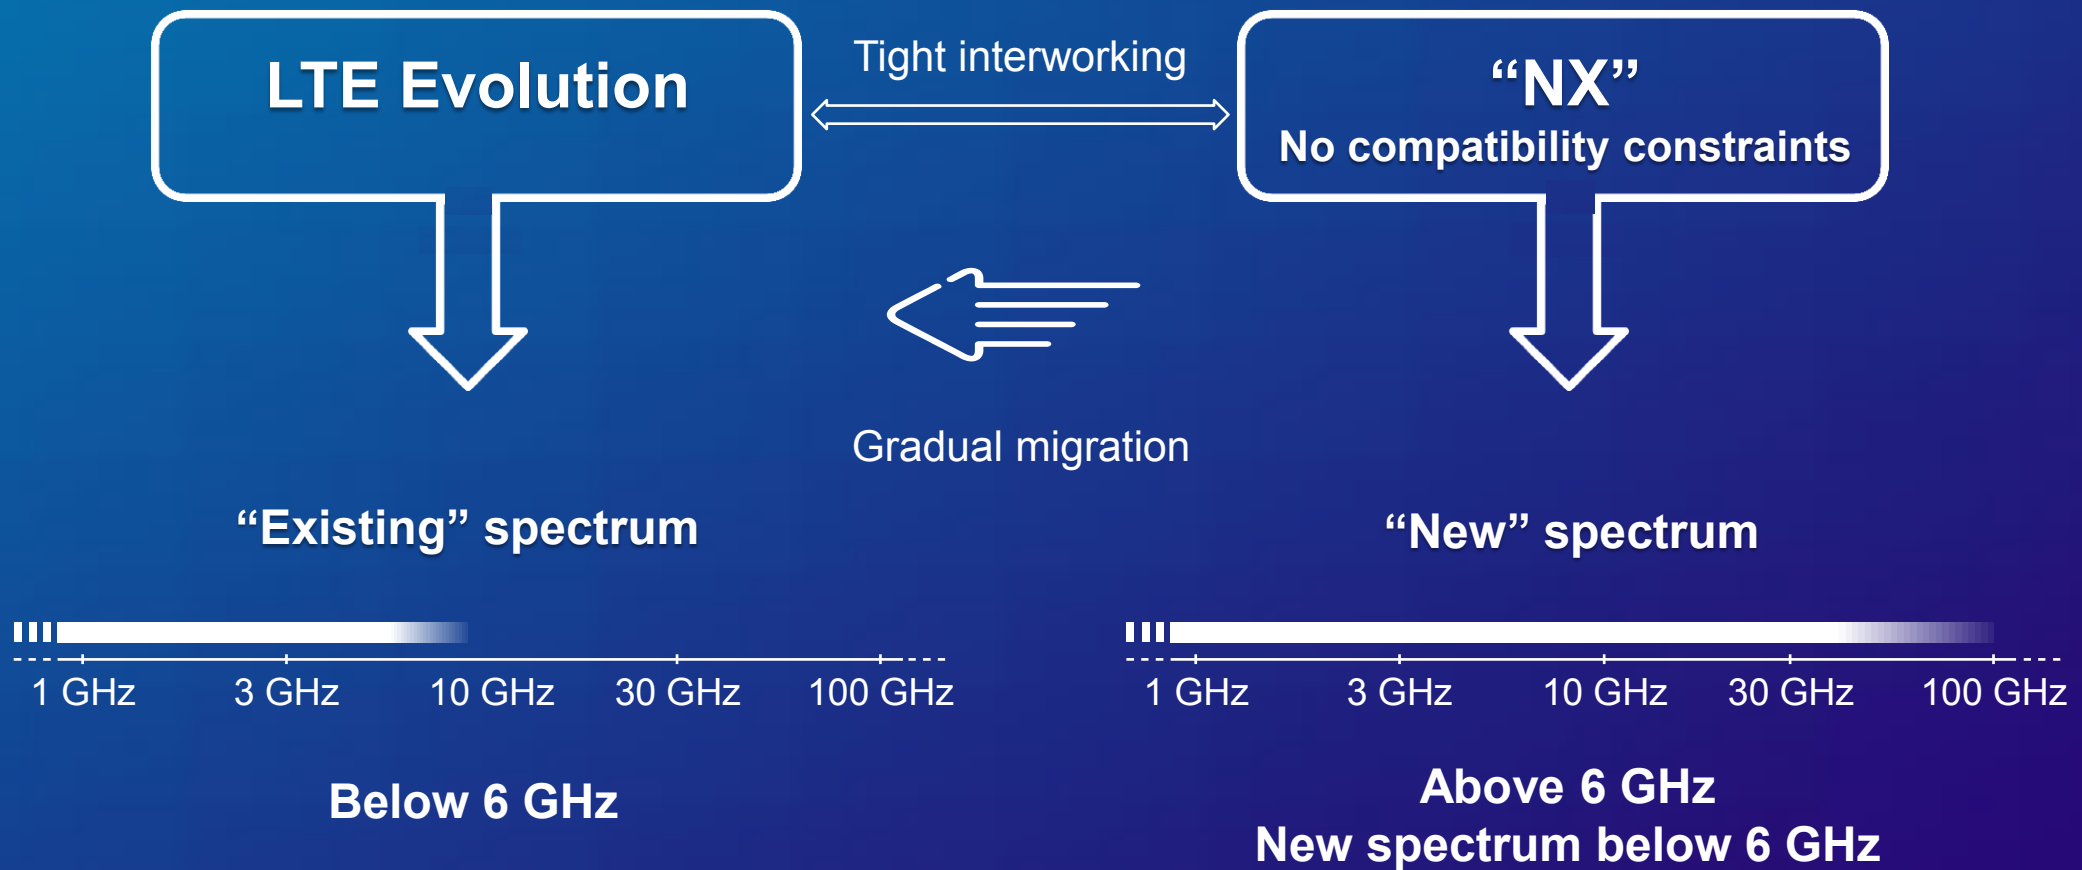 LTE Evolution
Tight interworking
“NX”
No compatibility constraints
Gradual migration
“Existing” spectrum
“New” spectrum
1 GHz 3 GHz 10 GHz 30 GHz 100 GHz
1 GHz 3 GHz 10 GHz 30 GHz 100 GHz
Below 6 GHz
Above 6 GHz
New spectrum below 6 GHz